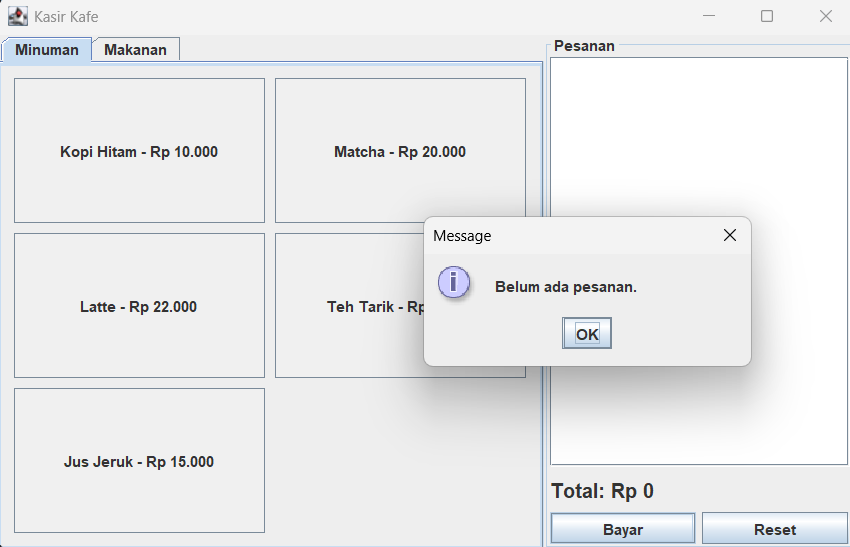 Kasir Kafe
Minuman
Makanan
Kopi Hitam - Rp 10.000
Matcha - Rp 20.000
Latte - Rp 22.000
Teh Tarik - Rp
Jus Jeruk - Rp 15.000
Pesanan
Message
i
Belum ada pesanan.
OK
Total: Rp 0
Bayar
Reset